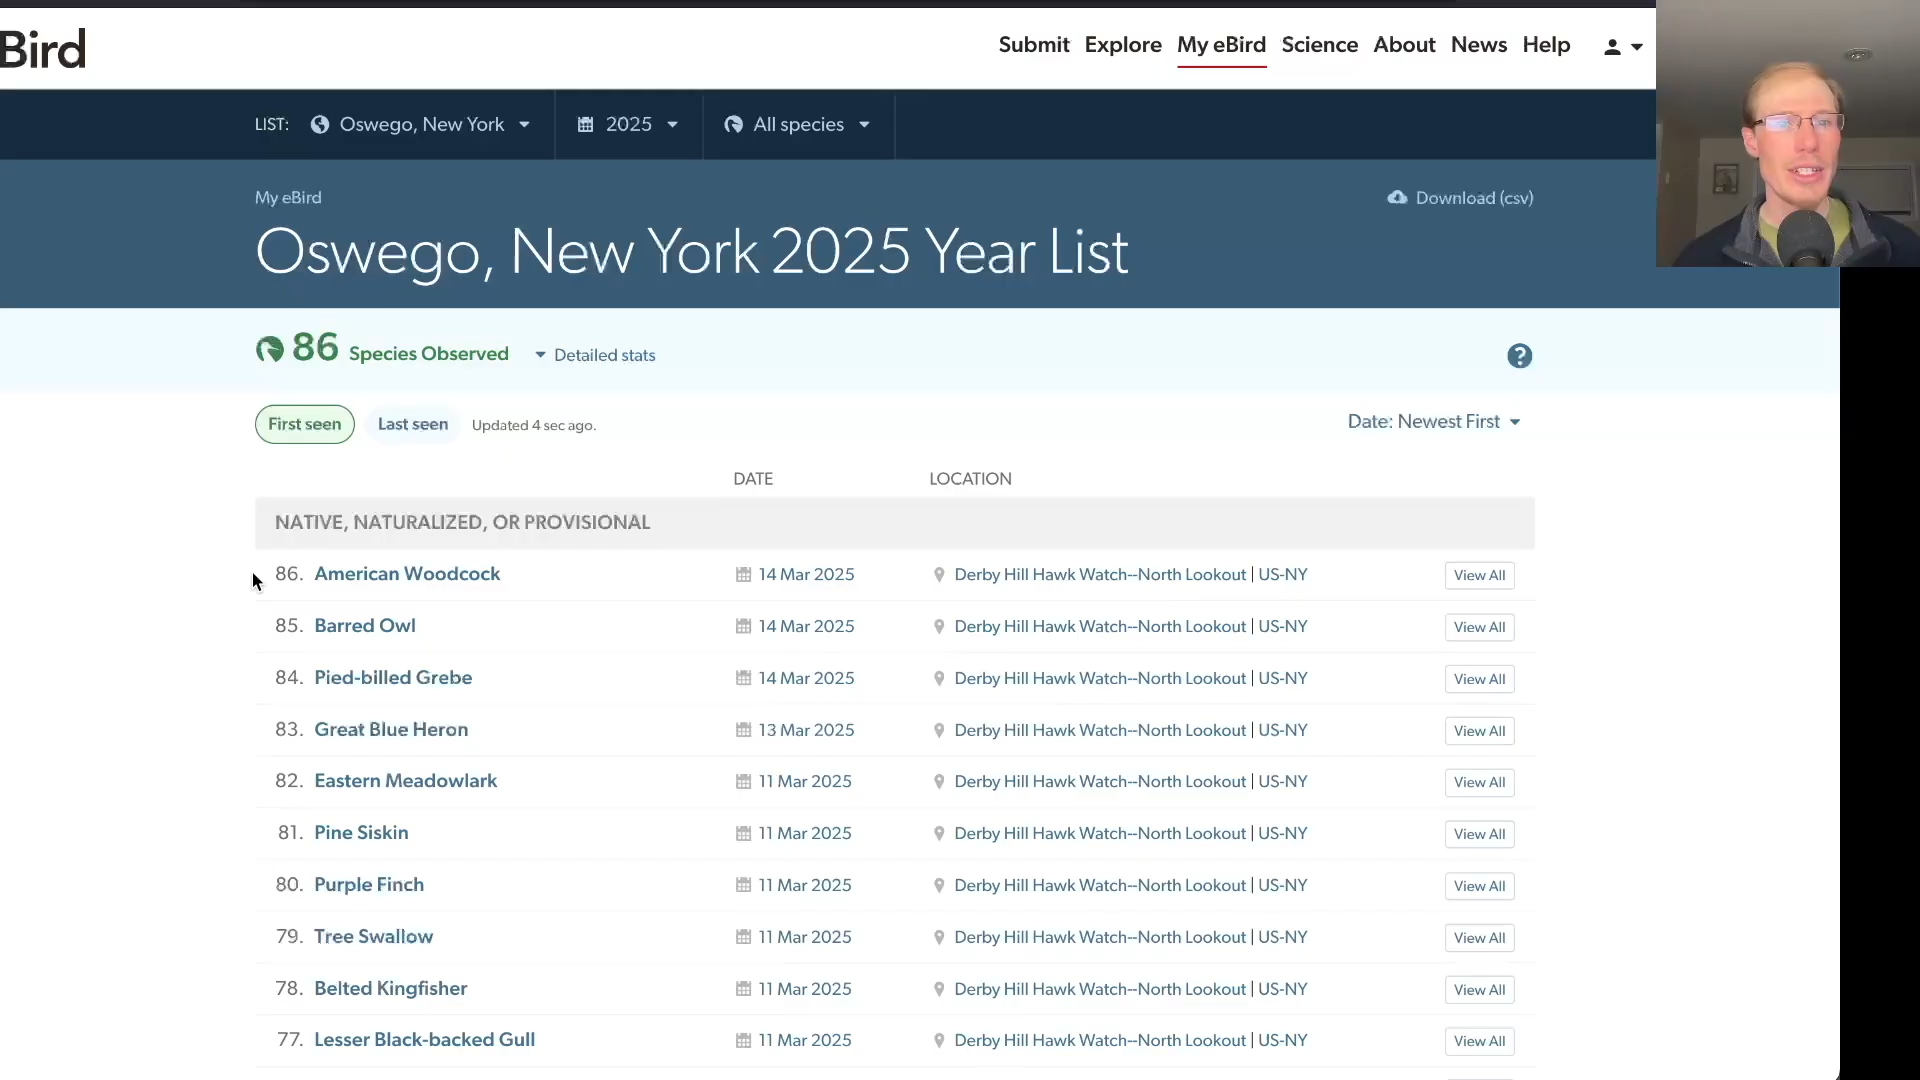 Bird
Submit Explore My eBird Science About News Help
LIST: Oswego, New York 2025 All species
My eBird
Download (csv)
Oswego, New York 2025 Year List
86 Species Observed Detailed stats
?
First seen Last seen Updated 4 sec ago.
Date: Newest First
DATE LOCATION
NATIVE, NATURALIZED, OR PROVISIONAL
86. American Woodcock 14 Mar 2025 Derby Hill Hawk Watch--North Lookout | US-NY View All
85. Barred Owl 14 Mar 2025 Derby Hill Hawk Watch--North Lookout | US-NY View All
84. Pied-billed Grebe 14 Mar 2025 Derby Hill Hawk Watch--North Lookout | US-NY View All
83. Great Blue Heron 13 Mar 2025 Derby Hill Hawk Watch--North Lookout | US-NY View All
82. Eastern Meadowlark 11 Mar 2025 Derby Hill Hawk Watch--North Lookout | US-NY View All
81. Pine Siskin 11 Mar 2025 Derby Hill Hawk Watch--North Lookout | US-NY View All
80. Purple Finch 11 Mar 2025 Derby Hill Hawk Watch--North Lookout | US-NY View All
79. Tree Swallow 11 Mar 2025 Derby Hill Hawk Watch--North Lookout | US-NY View All
78. Belted Kingfisher 11 Mar 2025 Derby Hill Hawk Watch--North Lookout | US-NY View All
77. Lesser Black-backed Gull 11 Mar 2025 Derby Hill Hawk Watch--North Lookout | US-NY View All